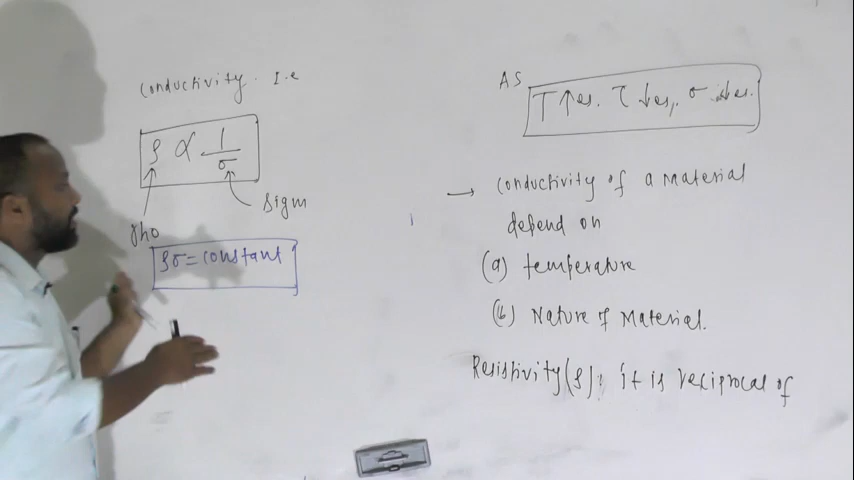 conductivity. I.e
ρ ∝ 1/σ
rho
sigm
ρσ = constant
AS
T↑es. τ↓es, σ↓es.
→ conductivity of a material
depend on
(a) temperature
(b) Nature of Material.
Resistivity(ρ): it is reciprocal of